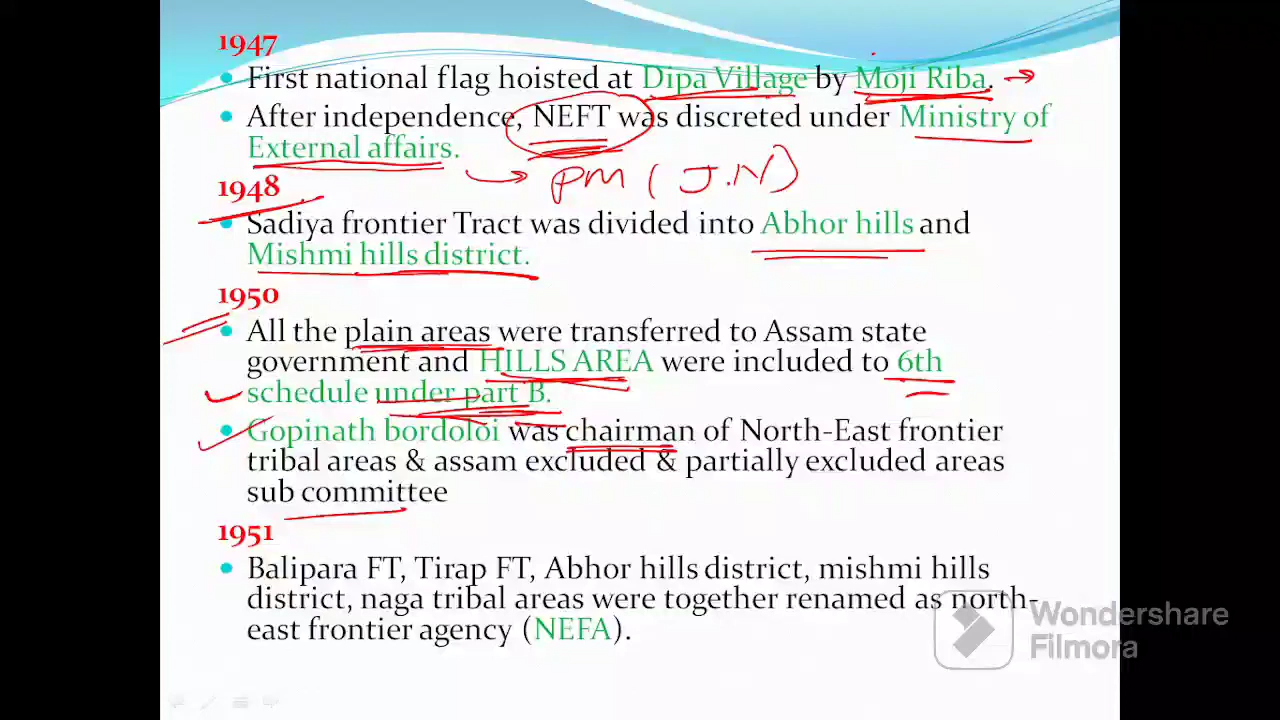 1947
• First national flag hoisted at Dipa Village by Moji Riba. →
• After independence, NEFT was discreted under Ministry of
External affairs.
→ PM ( J.N)
1948
• Sadiya frontier Tract was divided into Abhor hills and
Mishmi hills district.
1950
• All the plain areas were transferred to Assam state
government and HILLS AREA were included to 6th
schedule under part B.
• Gopinath bordoloi was chairman of North-East frontier
tribal areas & assam excluded & partially excluded areas
sub committee
1951
• Balipara FT, Tirap FT, Abhor hills district, mishmi hills
district, naga tribal areas were together renamed as north-
east frontier agency (NEFA).
Wondershare
Filmora